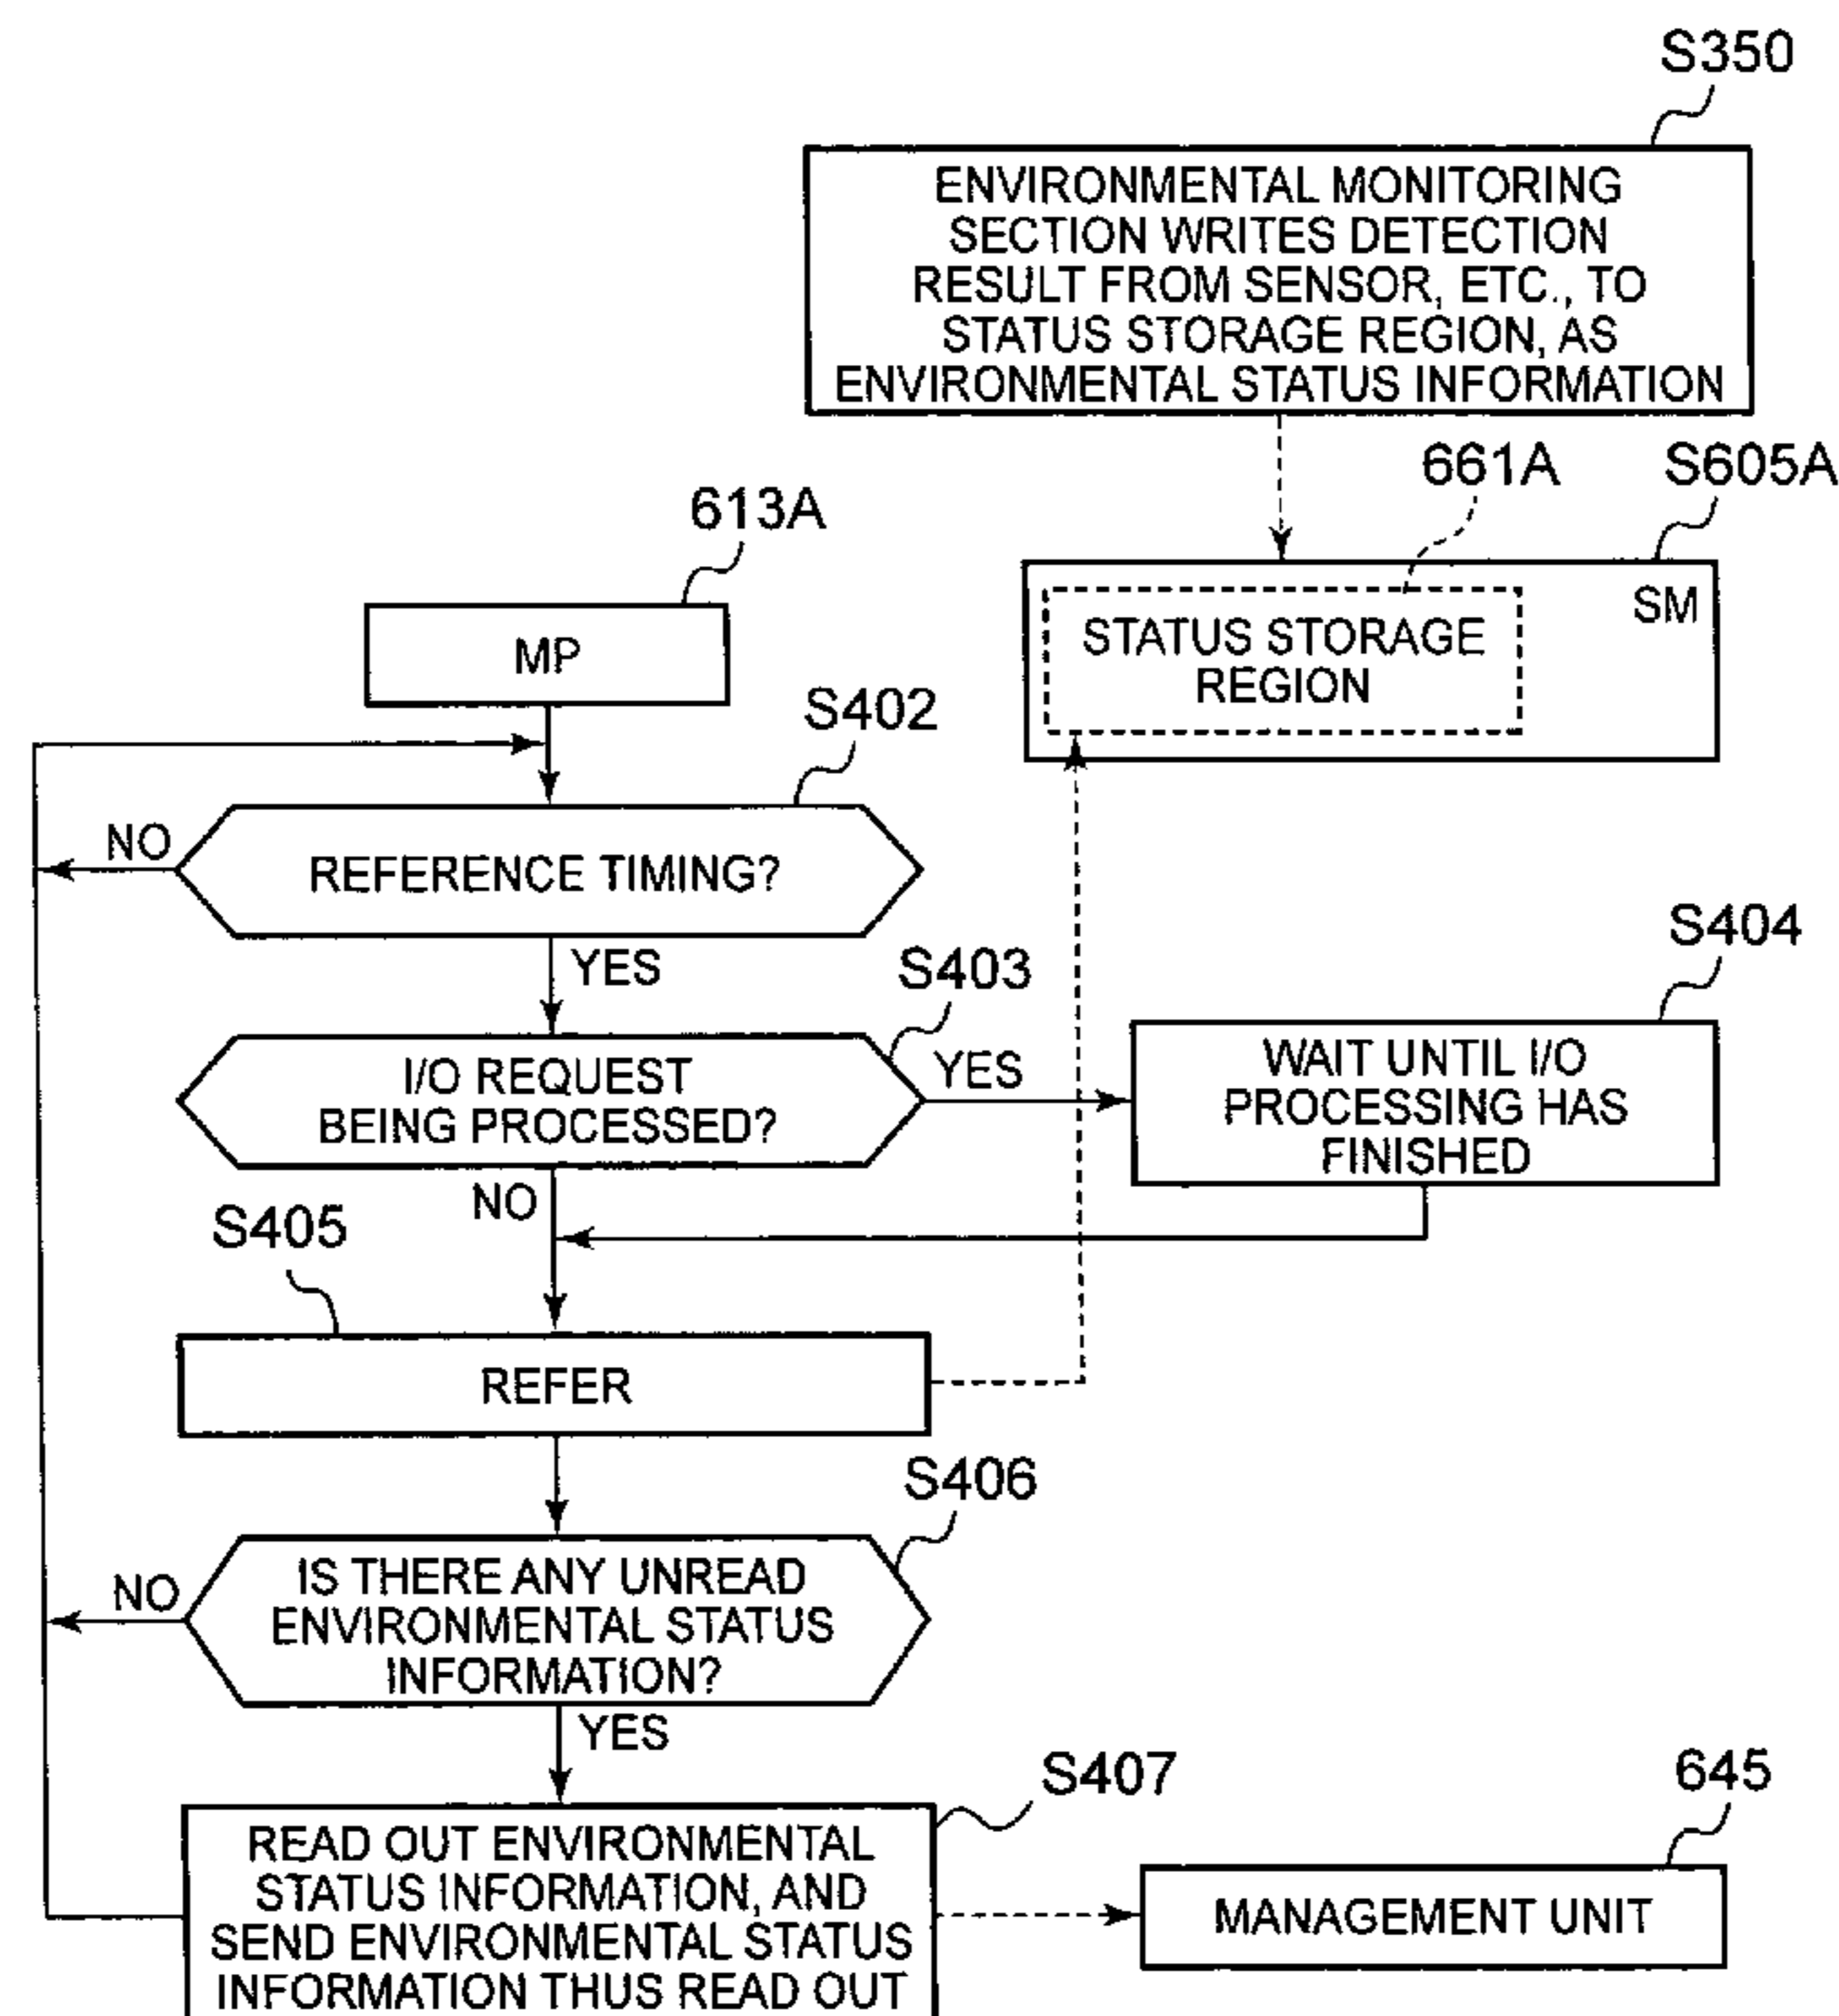 S350
ENVIRONMENTAL MONITORING
SECTION WRITES DETECTION
RESULT FROM SENSOR, ETC., TO
STATUS STORAGE REGION, AS
ENVIRONMENTAL STATUS INFORMATION
661A
S605A
613A
SM
STATUS STORAGE
REGION
MP
S402
NO
REFERENCE TIMING?
YES
S403
S404
I/O REQUEST
BEING PROCESSED?
YES
WAIT UNTIL I/O
PROCESSING HAS
FINISHED
NO
S405
REFER
S406
NO
IS THERE ANY UNREAD
ENVIRONMENTAL STATUS
INFORMATION?
YES
S407
645
READ OUT ENVIRONMENTAL
STATUS INFORMATION, AND
SEND ENVIRONMENTAL STATUS
INFORMATION THUS READ OUT
MANAGEMENT UNIT